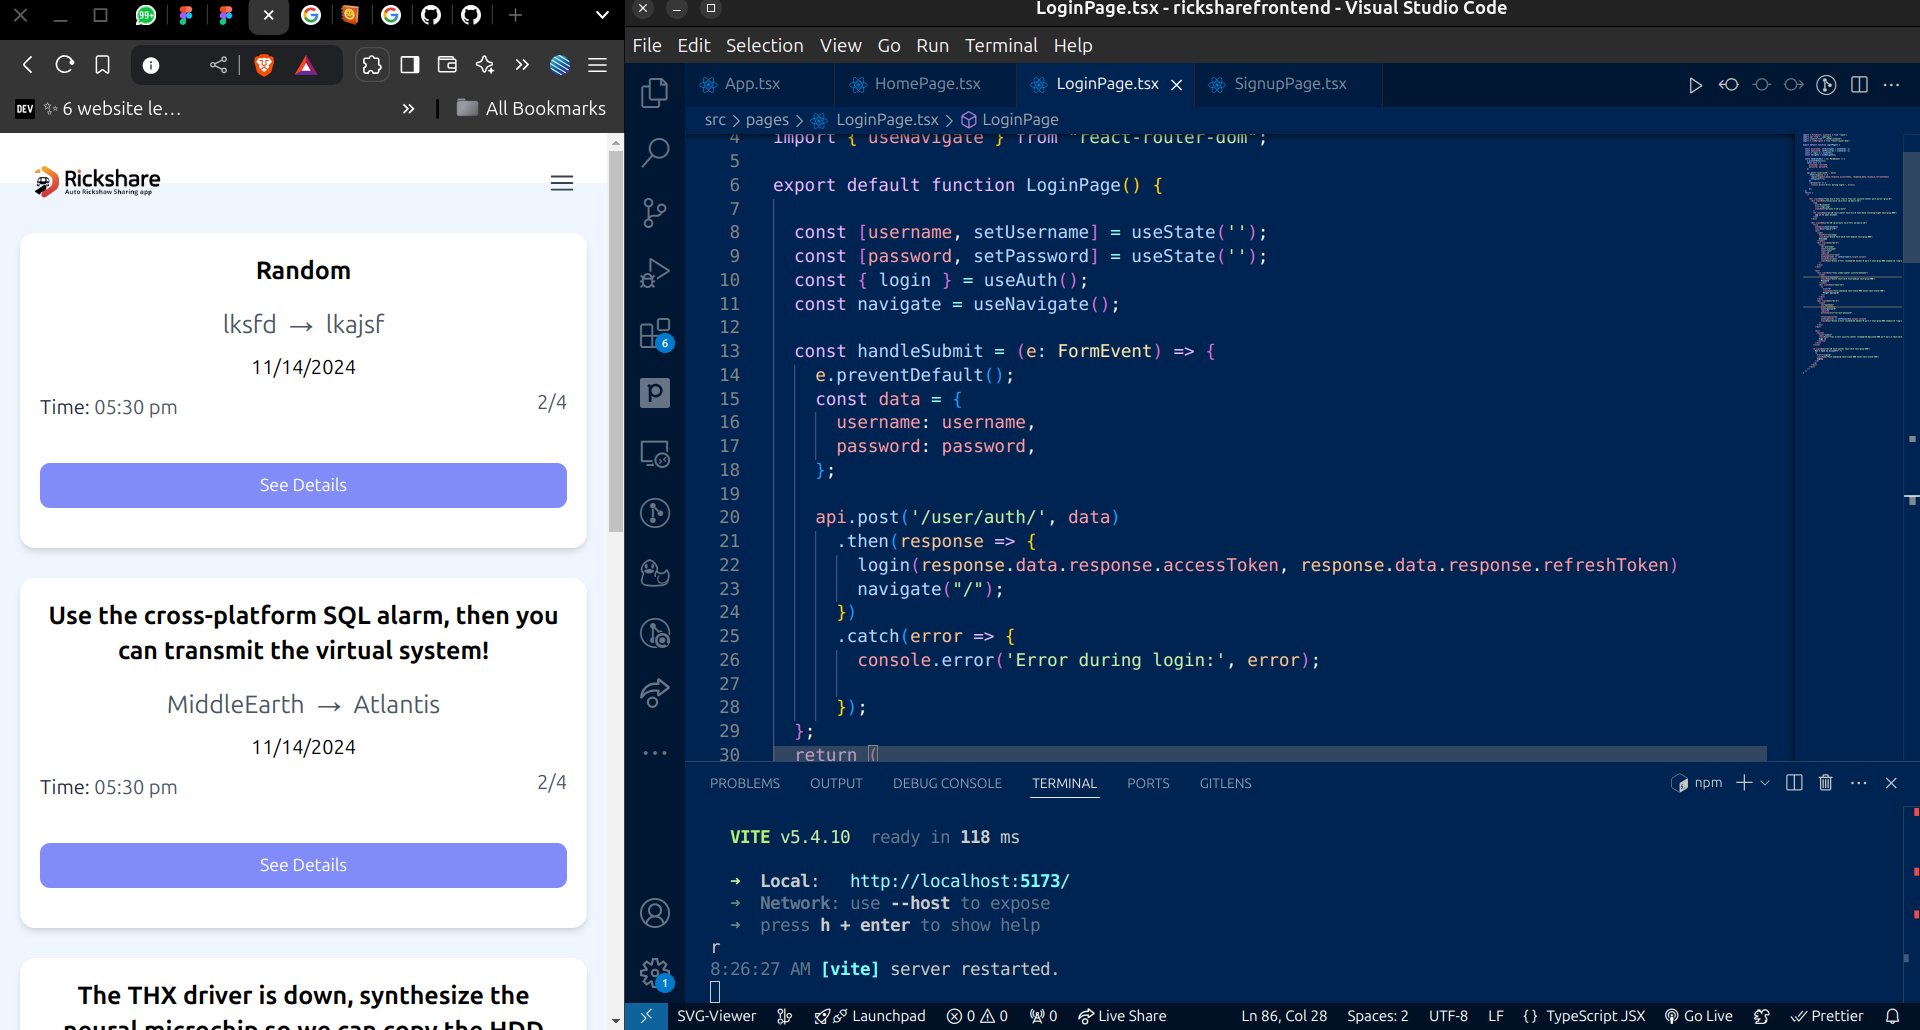 99+
DEV 6 website le...
All Bookmarks
Rickshare
Auto Rickshaw Sharing app
Random
lksfd → lkajsf
11/14/2024
Time: 05:30 pm
2/4
See Details
Use the cross-platform SQL alarm, then you
can transmit the virtual system!
MiddleEarth → Atlantis
11/14/2024
Time: 05:30 pm
2/4
See Details
The THX driver is down, synthesize the
neural microchip so we can copy the HDD
LoginPage.tsx - ricksharefrontend - Visual Studio Code
File Edit Selection View Go Run Terminal Help
App.tsx HomePage.tsx LoginPage.tsx SignupPage.tsx
src > pages > LoginPage.tsx > LoginPage
4 import { useNavigate } from "react-router-dom";
5
6 export default function LoginPage() {
7
8 const [username, setUsername] = useState('');
9 const [password, setPassword] = useState('');
10 const { login } = useAuth();
11 const navigate = useNavigate();
12
13 const handleSubmit = (e: FormEvent) => {
14 e.preventDefault();
15 const data = {
16 username: username,
17 password: password,
18 };
19
20 api.post('/user/auth/', data)
21 .then(response => {
22 login(response.data.response.accessToken, response.data.response.refreshToken)
23 navigate("/");
24 })
25 .catch(error => {
26 console.error('Error during login:', error);
27
28 });
29 };
30 return (
6
1
PROBLEMS OUTPUT DEBUG CONSOLE TERMINAL PORTS GITLENS
npm
VITE v5.4.10 ready in 118 ms
➜ Local: http://localhost:5173/
➜ Network: use --host to expose
➜ press h + enter to show help
r
8:26:27 AM [vite] server restarted.
SVG-Viewer Launchpad 0 0 0 Live Share Ln 86, Col 28 Spaces: 2 UTF-8 LF {} TypeScript JSX Go Live Prettier